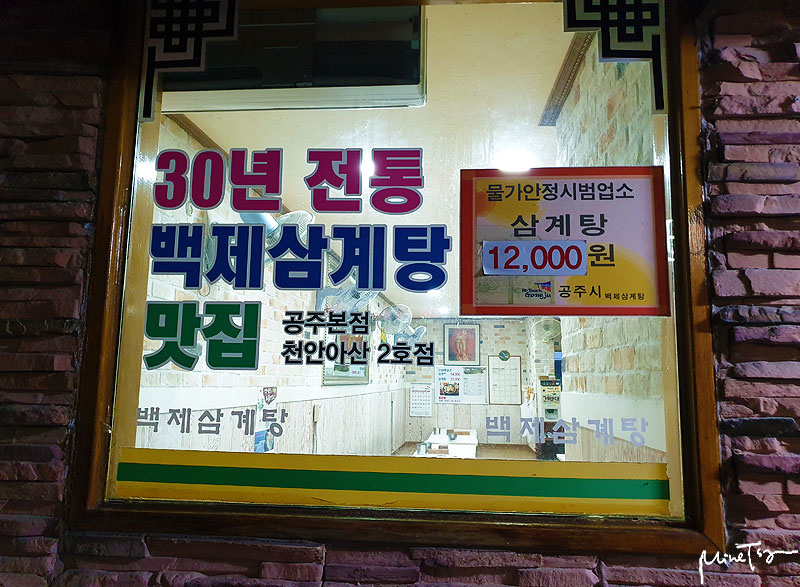 30년 전통
백제삼계탕
맛집
공주본점
천안아산 2호점
물가안정시범업소
삼계탕
12,000원
공주시 백제삼계탕
백제삼계탕
백제삼계탕